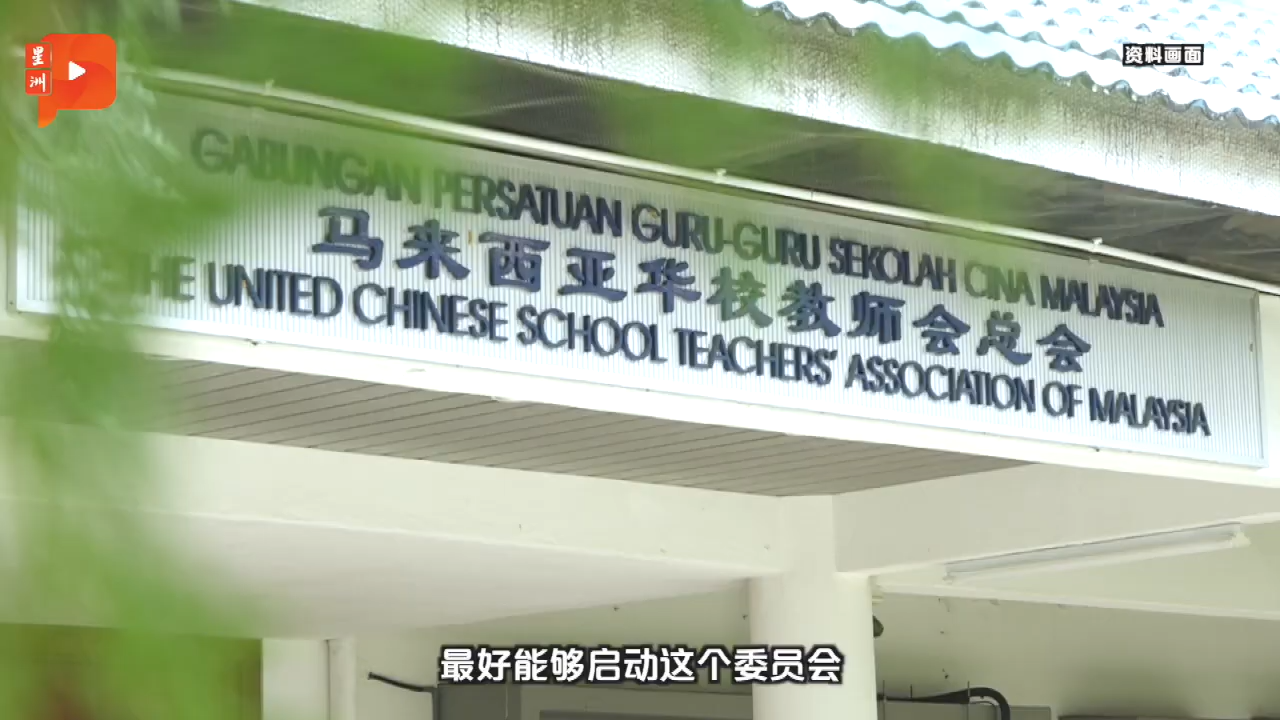 星洲
资料画面
GABUNGAN PERSATUAN GURU-GURU SEKOLAH CINA MALAYSIA
马来西亚华校教师会总会
THE UNITED CHINESE SCHOOL TEACHERS' ASSOCIATION OF MALAYSIA
最好能够启动这个委员会